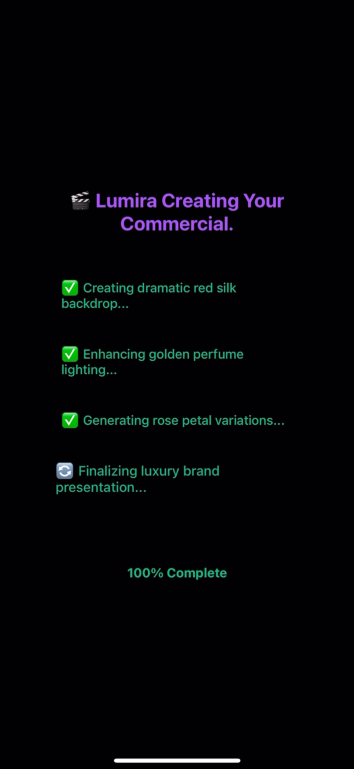 🎬 Lumira Creating Your
Commercial.
✅ Creating dramatic red silk
backdrop...
✅ Enhancing golden perfume
lighting...
✅ Generating rose petal variations...
🔄 Finalizing luxury brand
presentation...
100% Complete